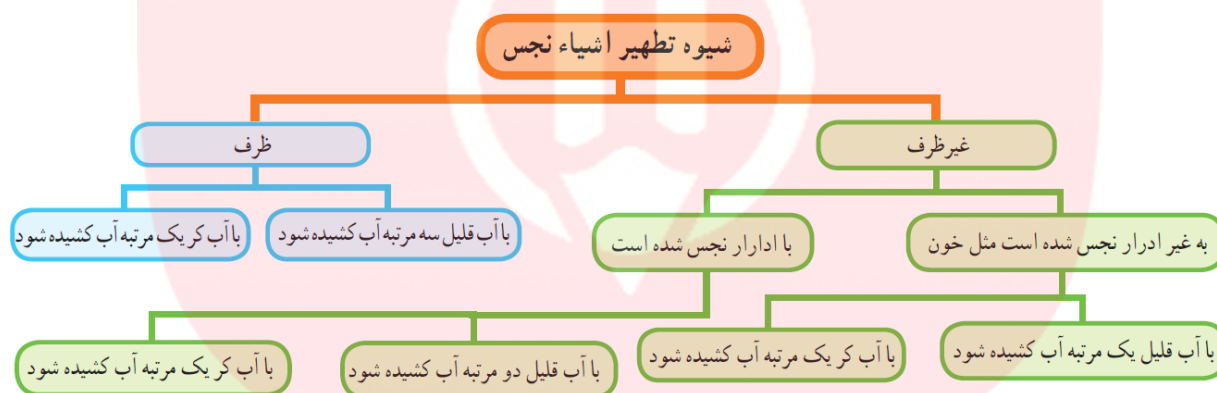 شیوه تطهیر اشیاء نجس
غیرظرف
ظرف
به غیر ادرار نجس شده است مثل خون
با ادارار نجس شده است
با آب قلیل سه مرتبه آب کشیده شود
با آب کر یک مرتبه آب کشیده شود
با آب قلیل یک مرتبه آب کشیده شود
با آب کر یک مرتبه آب کشیده شود
با آب قلیل دو مرتبه آب کشیده شود
با آب کر یک مرتبه آب کشیده شود